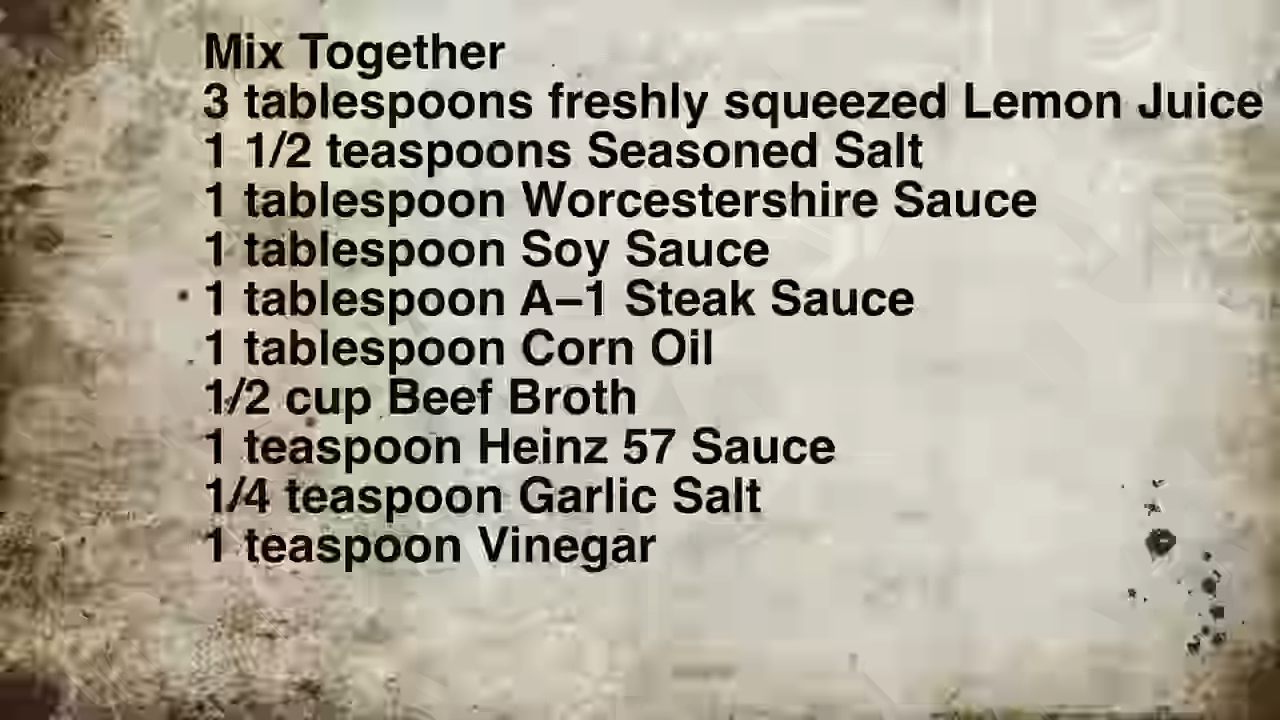 Mix Together
3 tablespoons freshly squeezed Lemon Juice
1 1/2 teaspoons Seasoned Salt
1 tablespoon Worcestershire Sauce
1 tablespoon Soy Sauce
1 tablespoon A–1 Steak Sauce
1 tablespoon Corn Oil
1/2 cup Beef Broth
1 teaspoon Heinz 57 Sauce
1/4 teaspoon Garlic Salt
1 teaspoon Vinegar